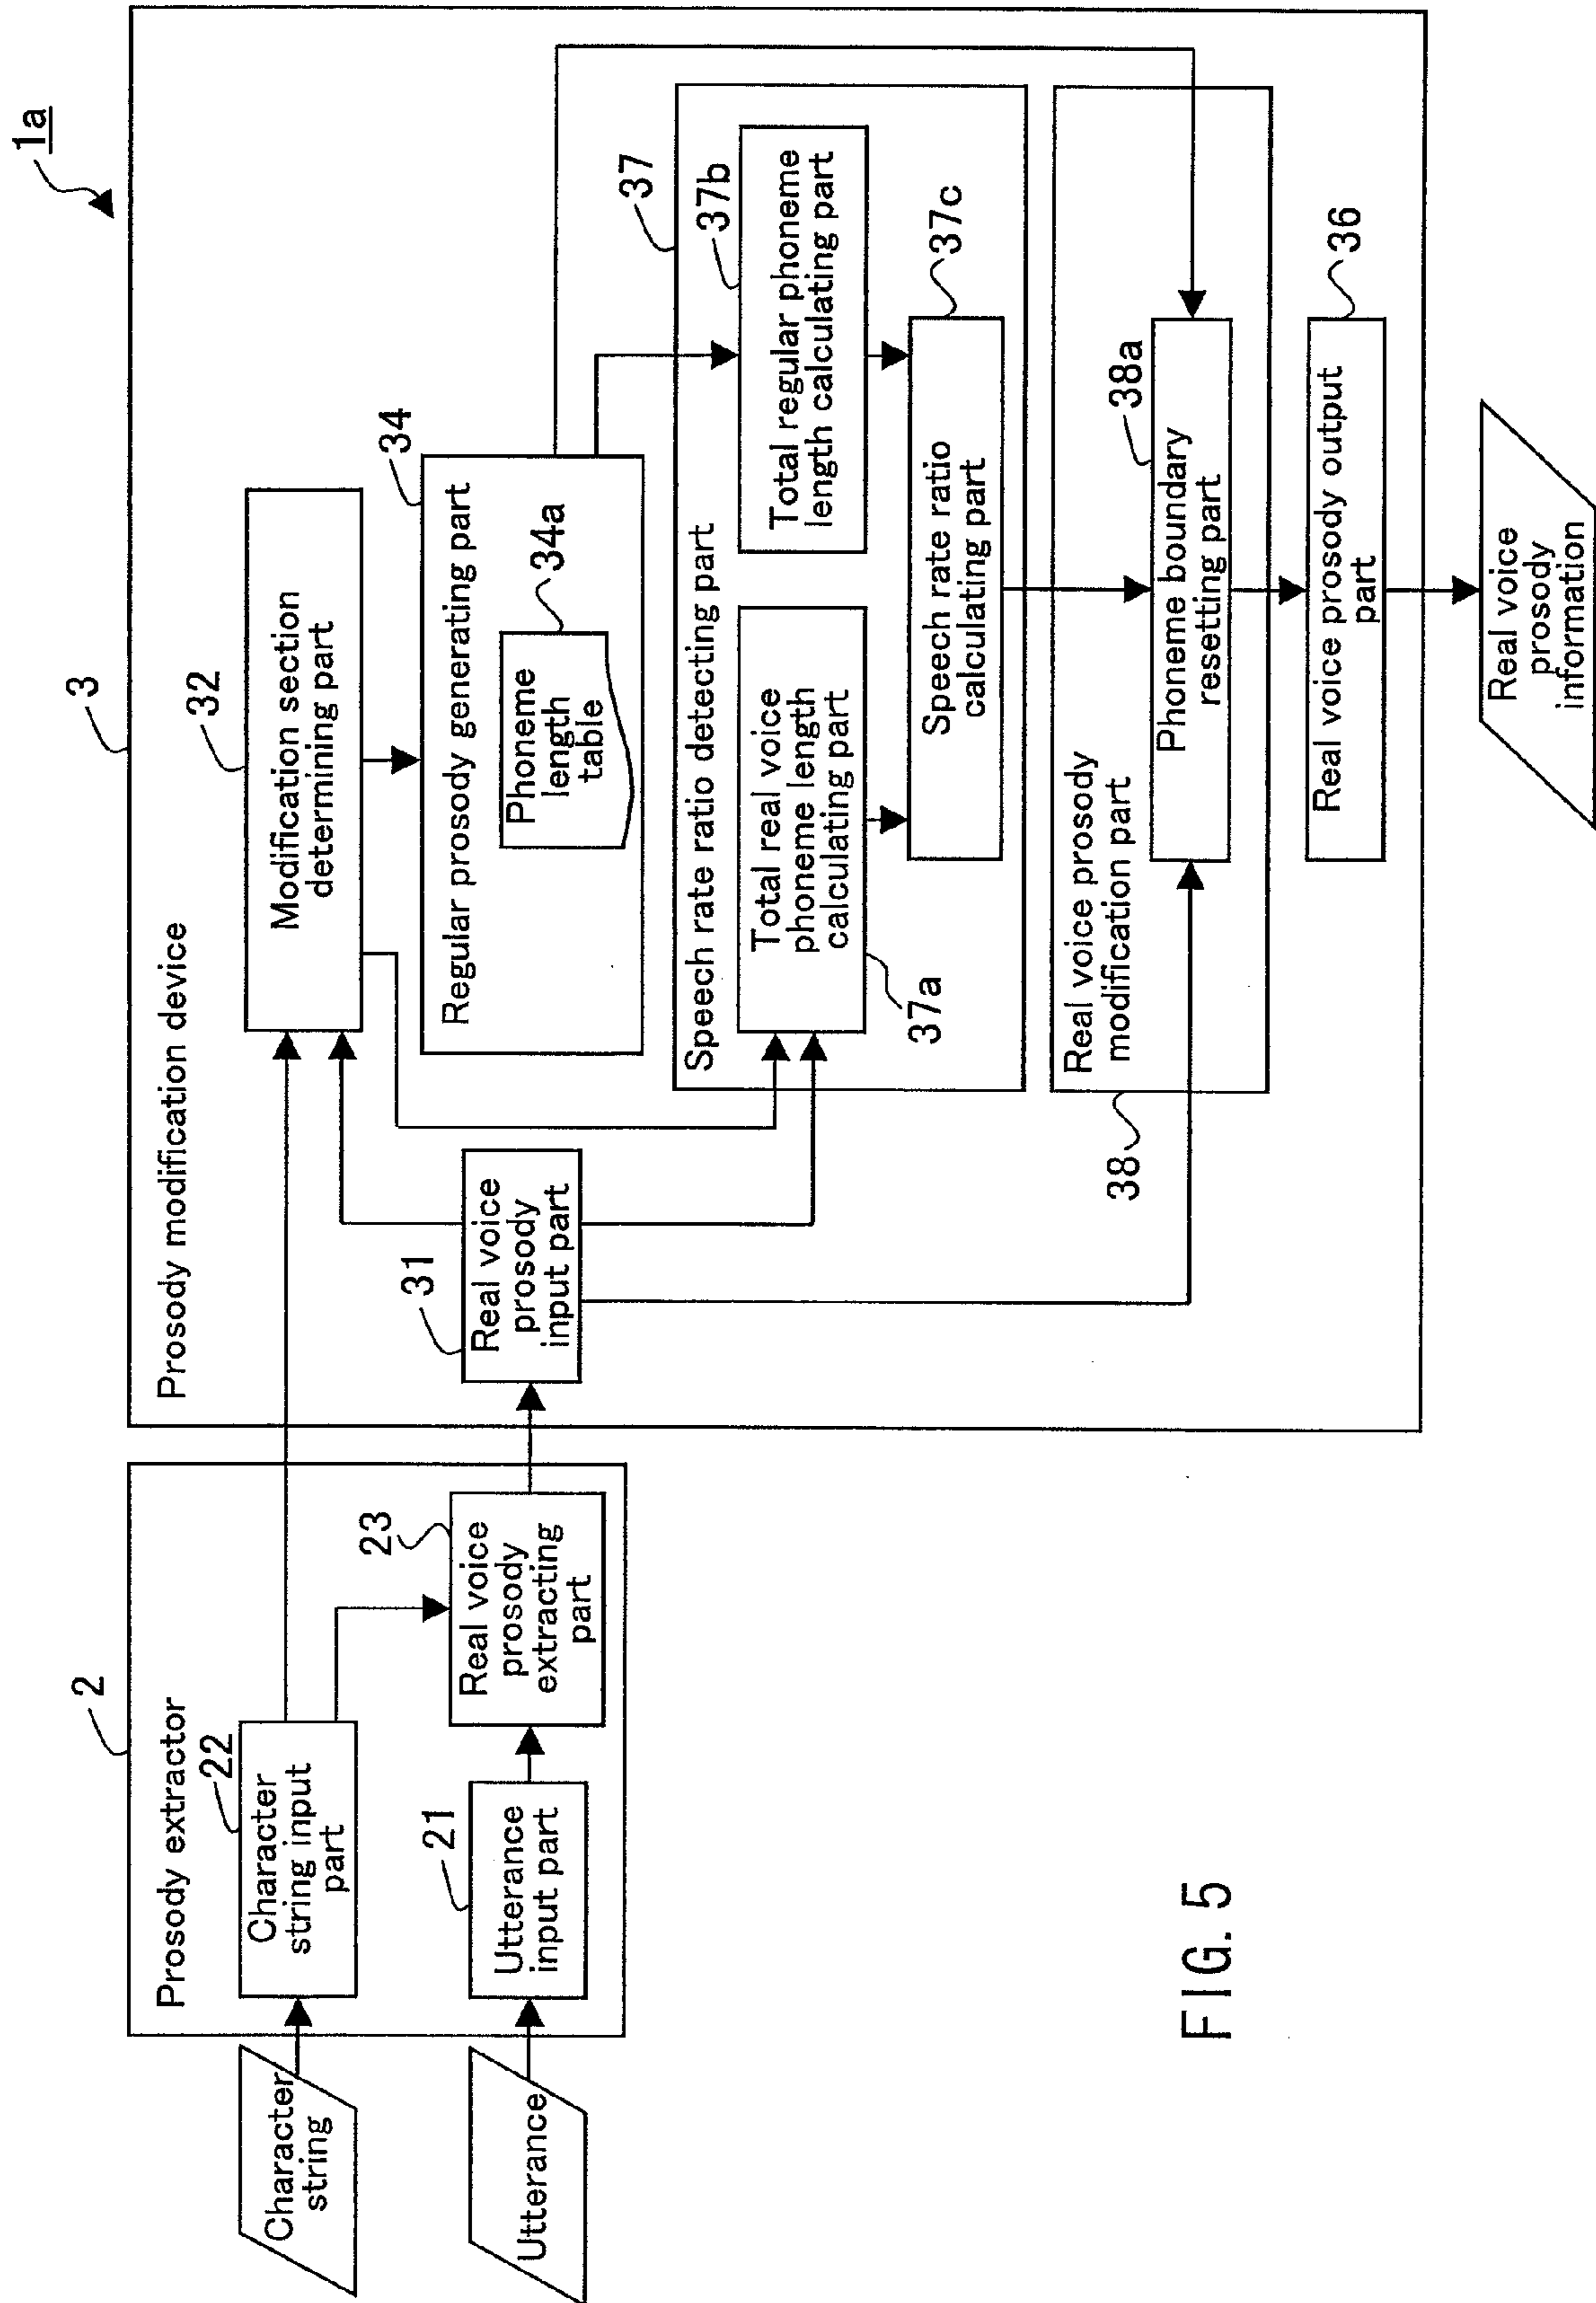 1a
3
Prosody modification device
32
Modification section
determining part
34
Regular prosody generating part
34a
Phoneme
length
table
31
Real voice
prosody
input part
37
Speech rate ratio detecting part
37b
Total regular phoneme
length calculating part
Total real voice
phoneme length
calculating part
37a
37c
Speech rate ratio
calculating part
Real voice prosody
modification part
38
38a
Phoneme boundary
resetting part
36
Real voice prosody output
part
Real voice
prosody
information
2
Prosody extractor
22
Character
string input
part
23
Real voice
prosody
extracting
part
21
Utterance
input part
Character
string
Utterance
FIG. 5